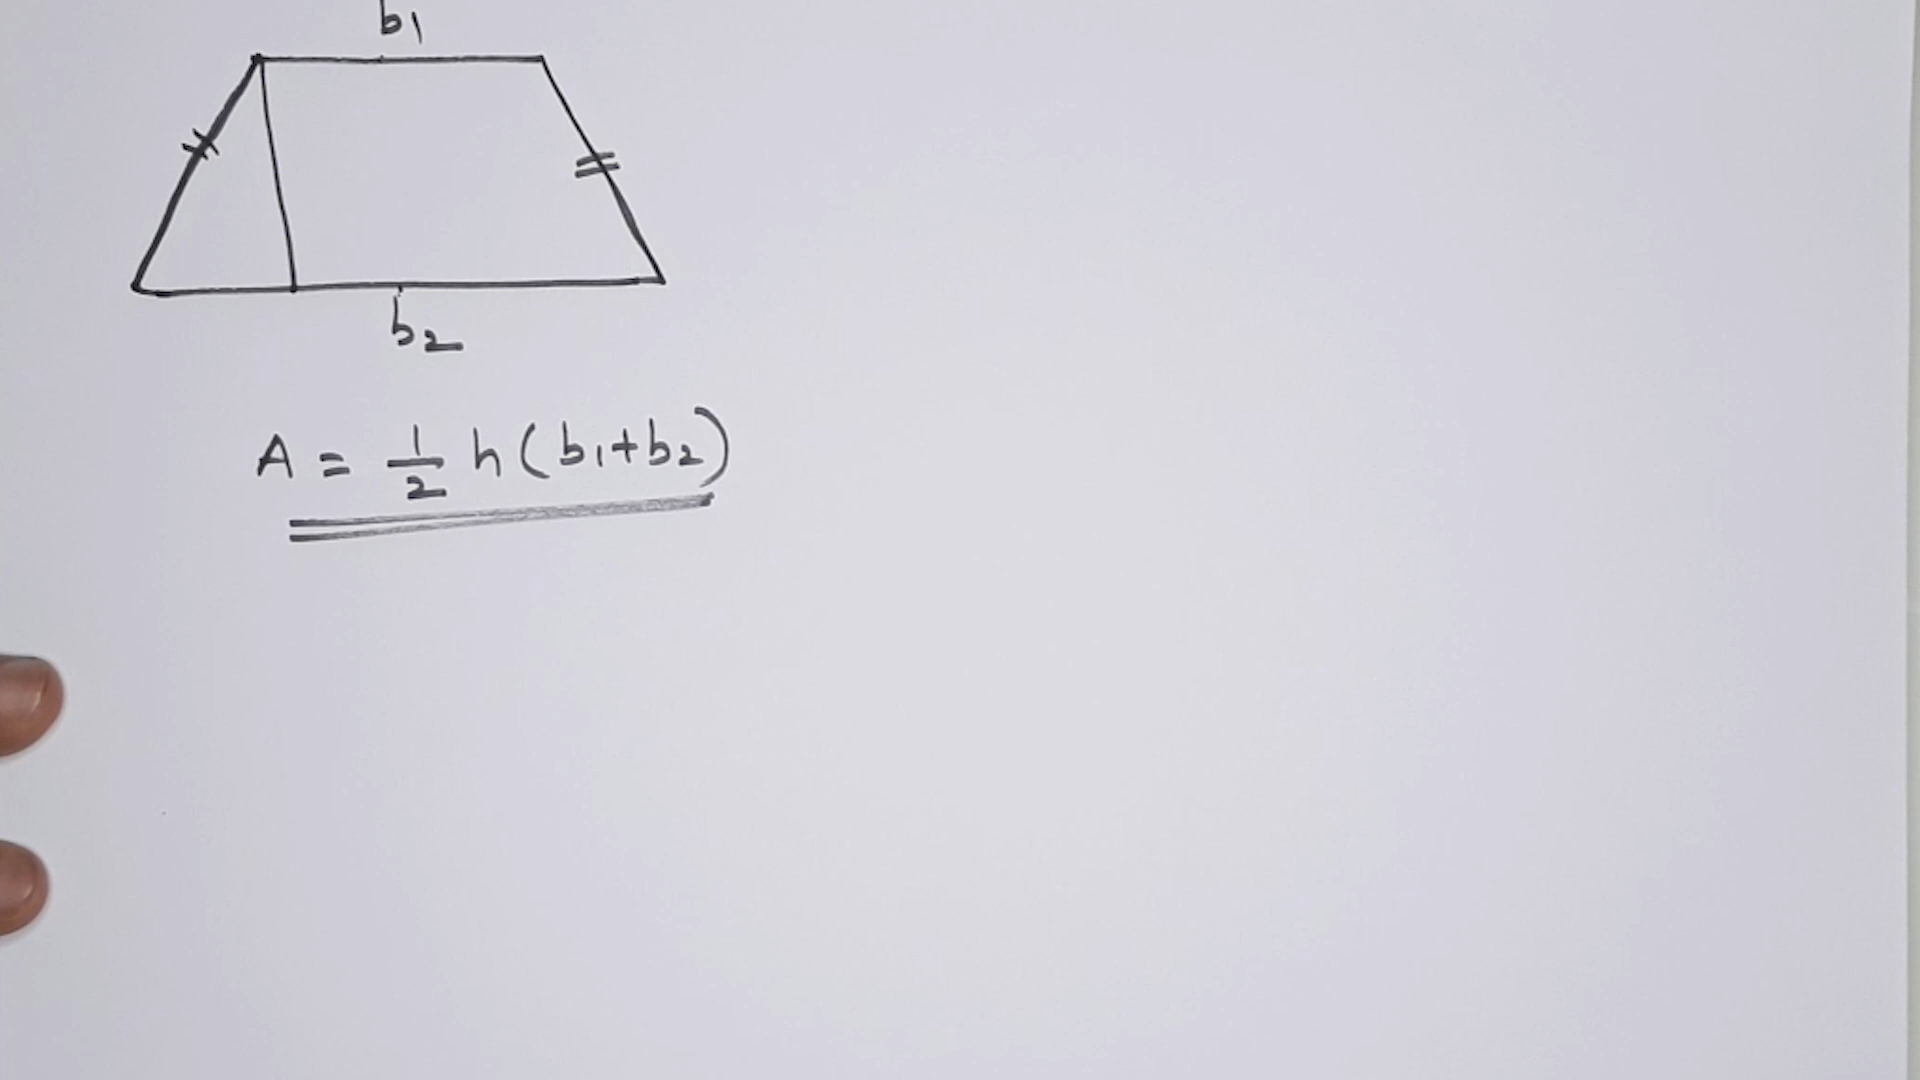 b₁
b₂
A = 1/2 h(b₁+b₂)